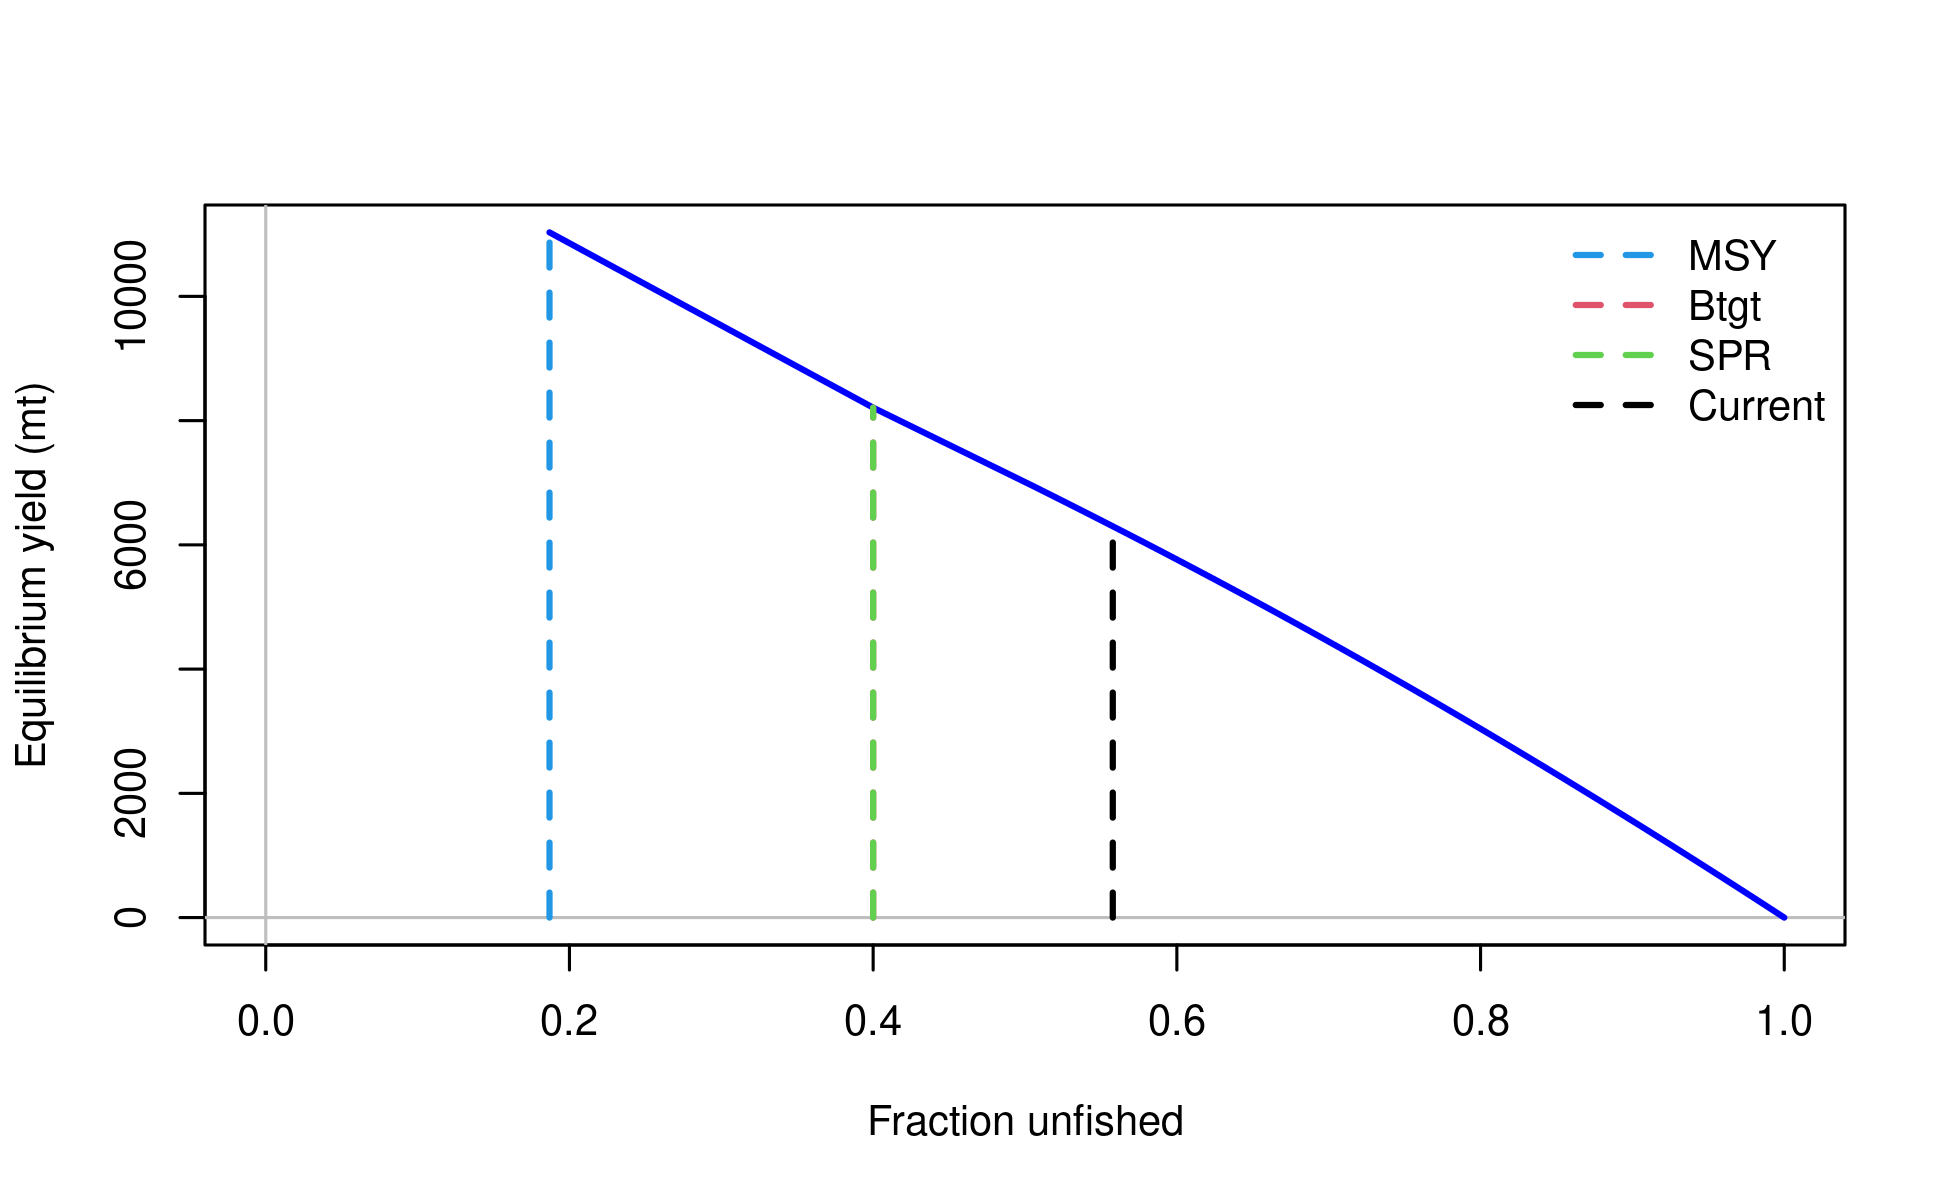 MSY
Btgt
SPR
Current
Equilibrium yield (mt)
10000
6000
2000
0
0.0 0.2 0.4 0.6 0.8 1.0
Fraction unfished